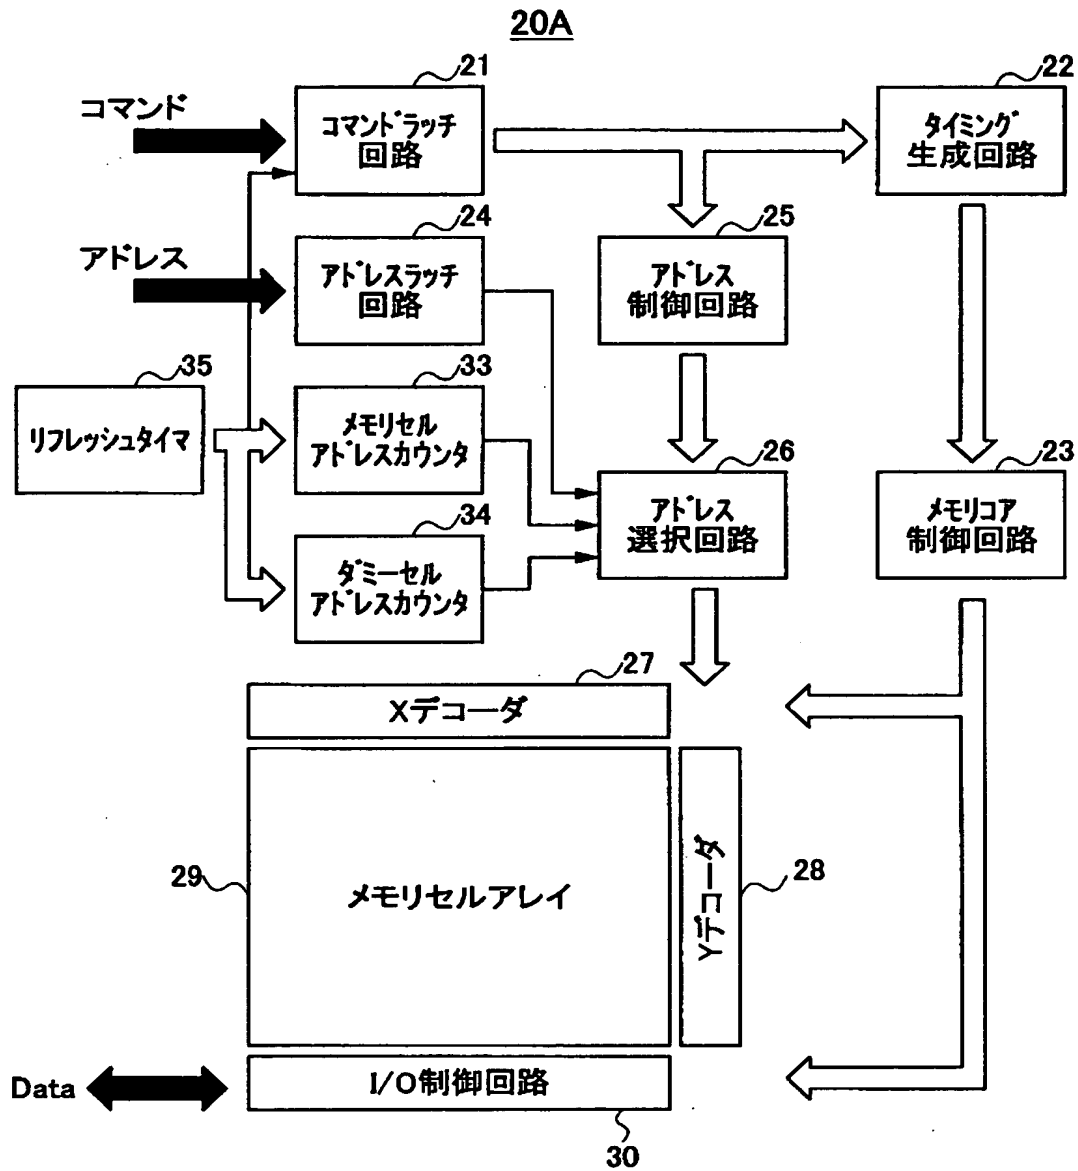 20A
21
コマンド
コマンドラッチ
回路
22
タイミング
生成回路
24
アドレス
アドレスラッチ
回路
25
アドレス
制御回路
35
リフレッシュタイマ
33
メモリセル
アドレスカウンタ
26
アドレス
選択回路
23
メモリコア
制御回路
34
ダミーセル
アドレスカウンタ
27
Xデコーダ
29
メモリセルアレイ
Yデコーダ
28
Data
I/O制御回路
30